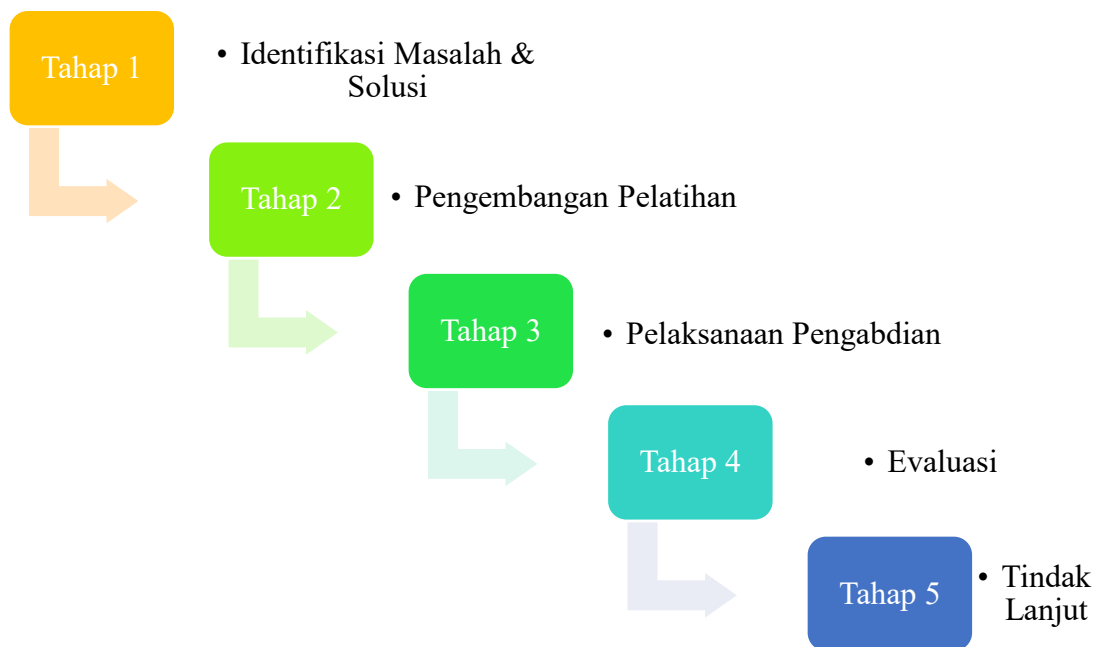 Tahap 1
• Identifikasi Masalah &
Solusi
Tahap 2
• Pengembangan Pelatihan
Tahap 3
• Pelaksanaan Pengabdian
Tahap 4
• Evaluasi
Tahap 5
• Tindak
Lanjut